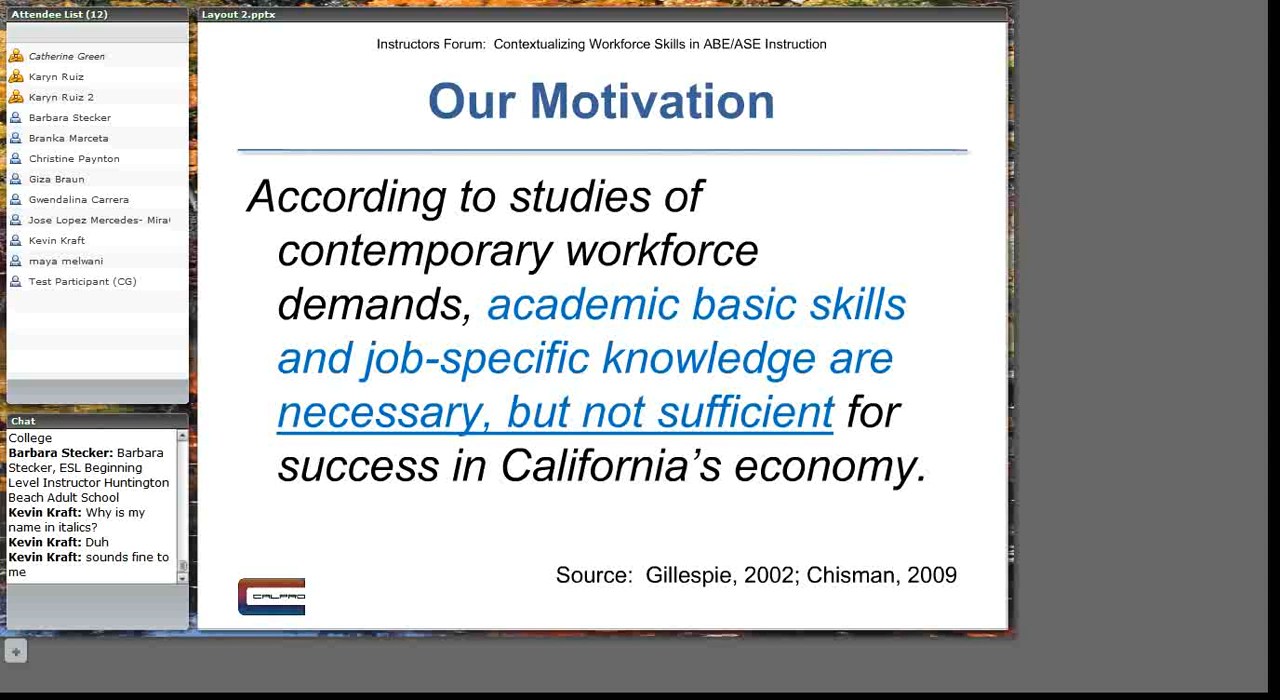 Attendee List (12)
Catherine Green
Karyn Ruiz
Karyn Ruiz 2
Barbara Stecker
Branka Marceta
Christine Paynton
Giza Braun
Gwendalina Carrera
Jose Lopez Mercedes- Mira
Kevin Kraft
maya melwani
Test Participant (CG)
Chat
College
Barbara Stecker: Barbara
Stecker, ESL Beginning
Level Instructor Huntington
Beach Adult School
Kevin Kraft: Why is my
name in italics?
Kevin Kraft: Duh
Kevin Kraft: sounds fine to
me
Layout 2.pptx
Instructors Forum: Contextualizing Workforce Skills in ABE/ASE Instruction
Our Motivation
According to studies of
contemporary workforce
demands, academic basic skills
and job-specific knowledge are
necessary, but not sufficient for
success in California’s economy.
Source: Gillespie, 2002; Chisman, 2009
CALPRO